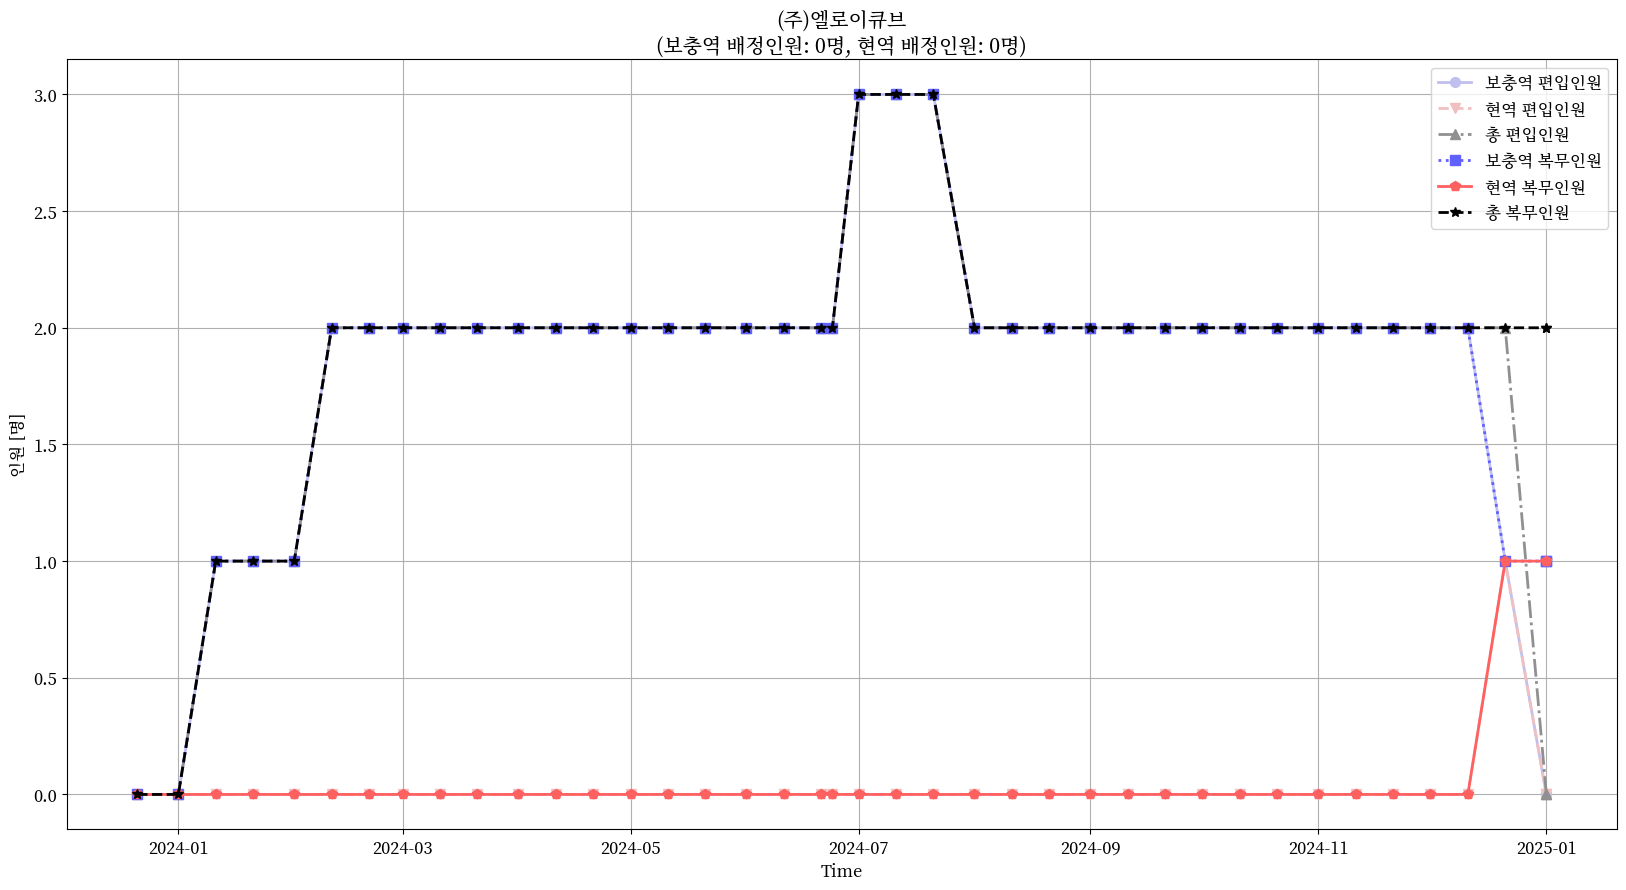 (주)엘로이큐브
(보충역 배정인원: 0명, 현역 배정인원: 0명)
보충역 편입인원
현역 편입인원
총 편입인원
보충역 복무인원
현역 복무인원
총 복무인원
인원 [명]
3.0
2.5
2.0
1.5
1.0
0.5
0.0
2024-01 2024-03 2024-05 2024-07 2024-09 2024-11 2025-01
Time